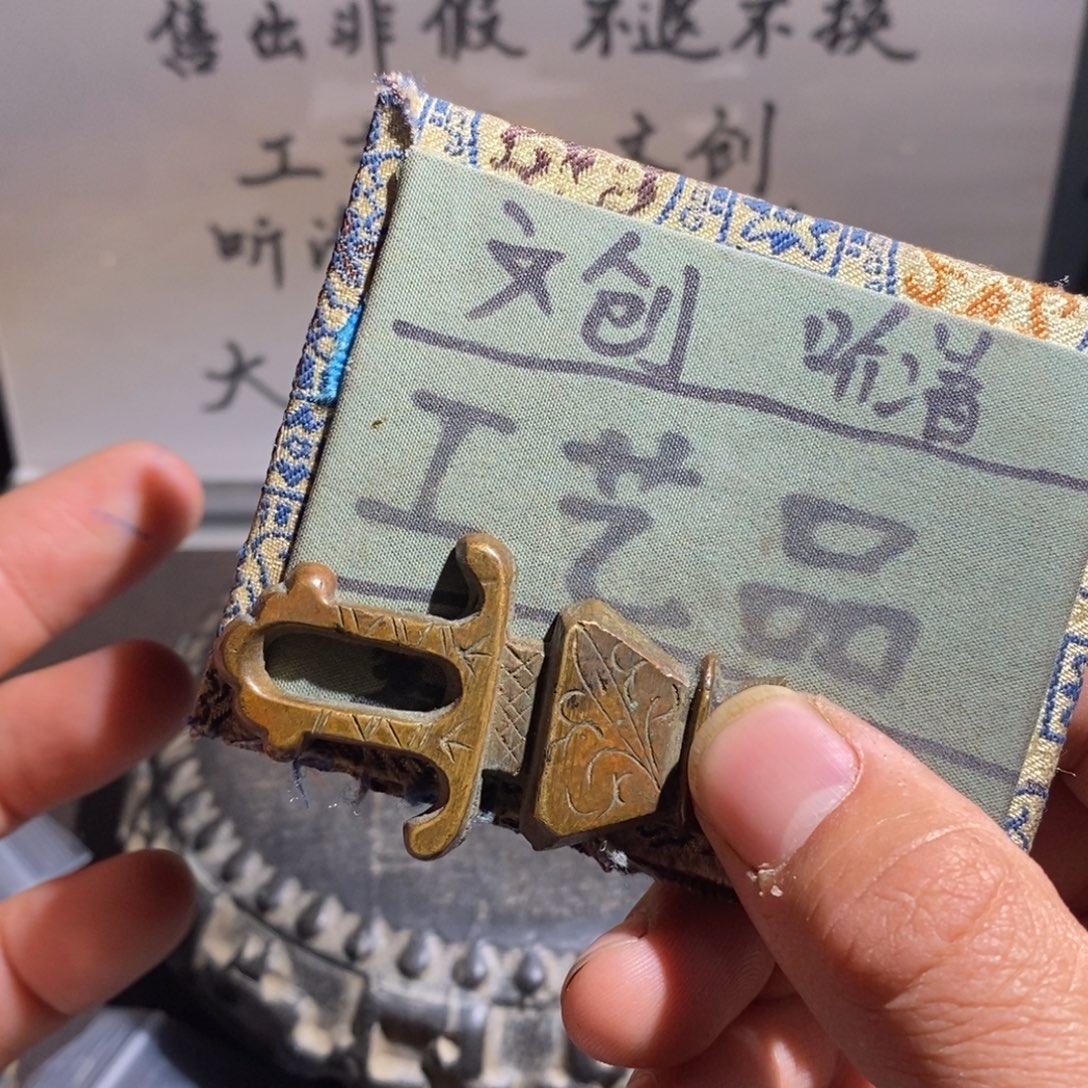 售出非假 不退不换
工 文创
听
大
文创 听
工艺品